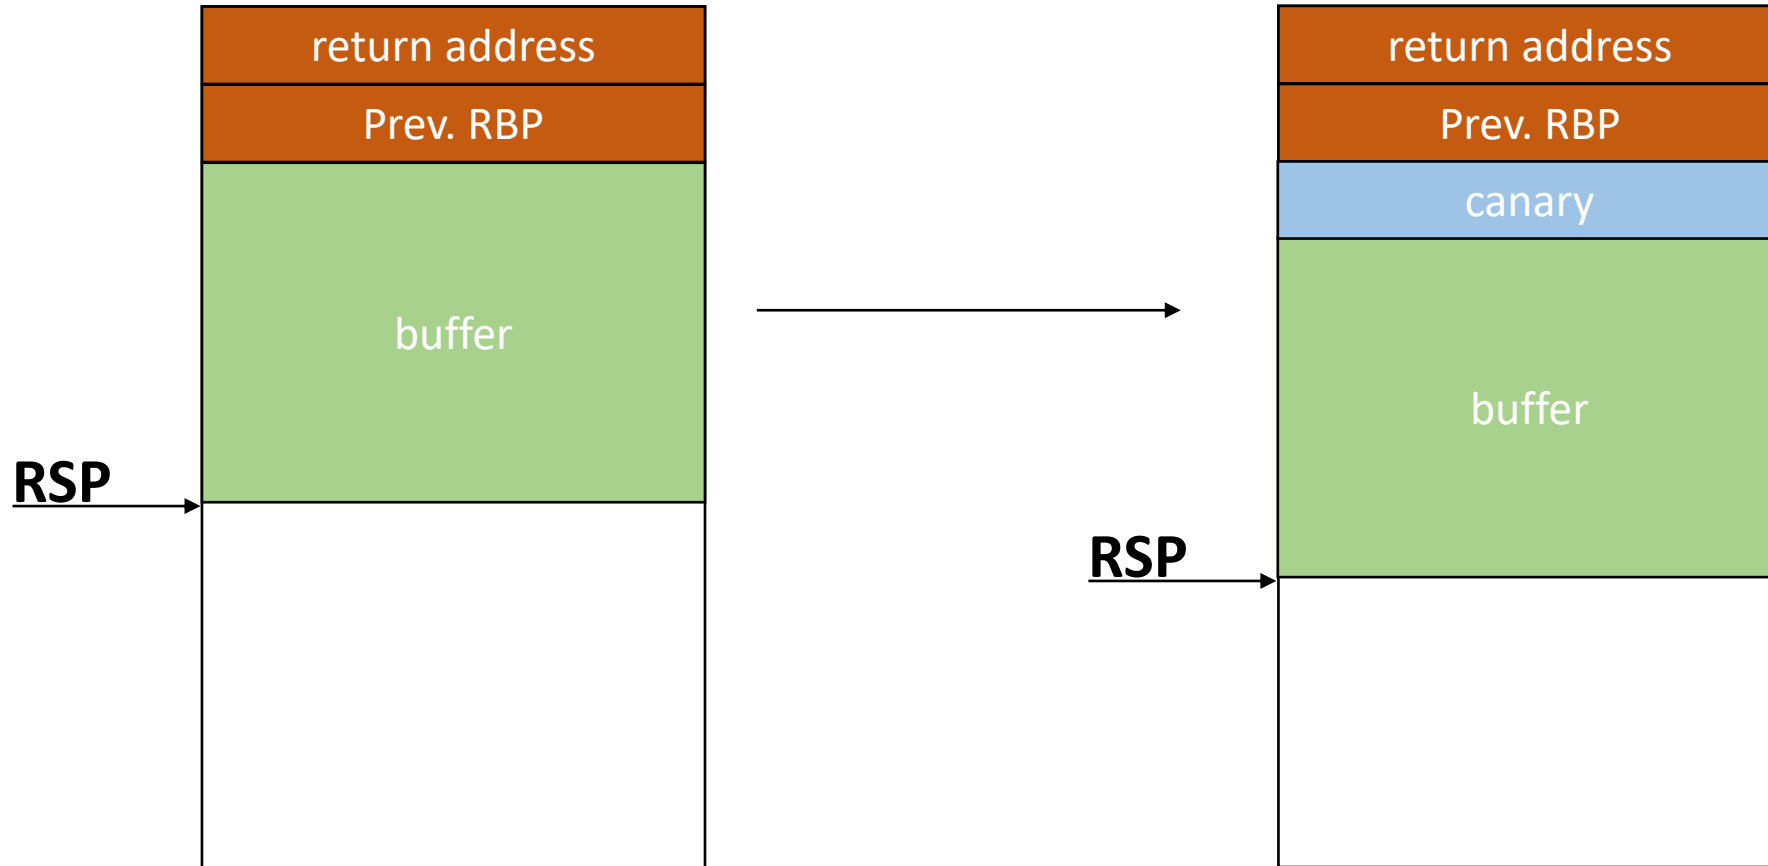 return address
Prev. RBP
buffer
RSP
return address
Prev. RBP
canary
buffer
RSP